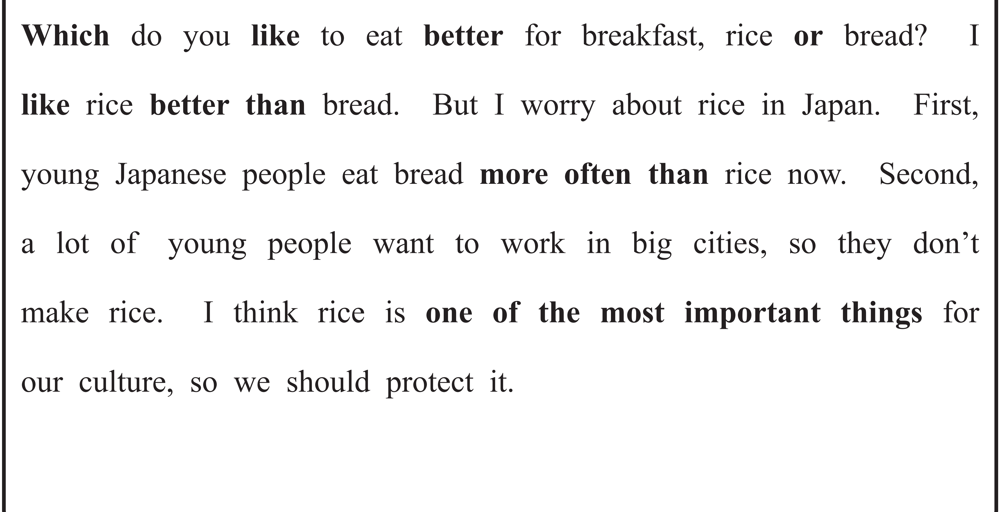 Which do you like to eat better for breakfast, rice or bread? I
like rice better than bread. But I worry about rice in Japan. First,
young Japanese people eat bread more often than rice now. Second,
a lot of young people want to work in big cities, so they don’t
make rice. I think rice is one of the most important things for
our culture, so we should protect it.